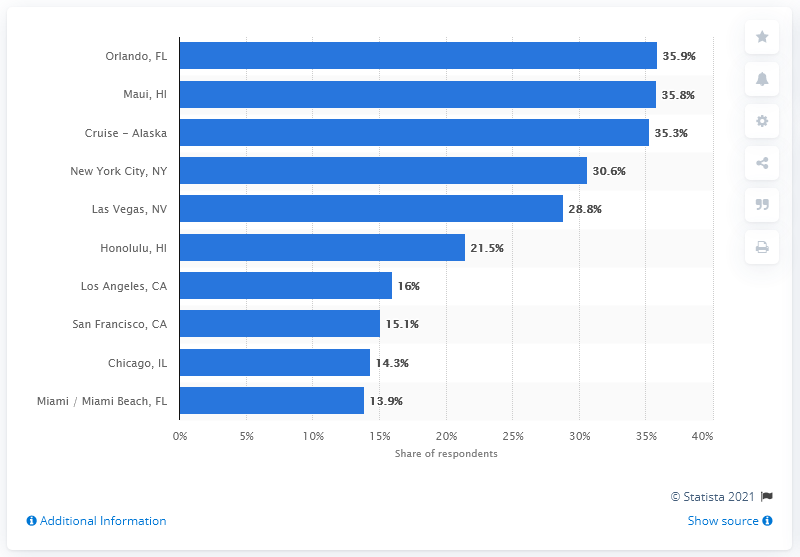 Orlando, FL 35.9%
Maui, HI 35.8%
Cruise - Alaska 35.3%
New York City, NY 30.6%
Las Vegas, NV 28.8%
Honolulu, HI 21.5%
Los Angeles, CA 16%
San Francisco, CA 15.1%
Chicago, IL 14.3%
Miami / Miami Beach, FL 13.9%
0% 5% 10% 15% 20% 25% 30% 35% 40%
Share of respondents
© Statista 2021
Additional Information Show source